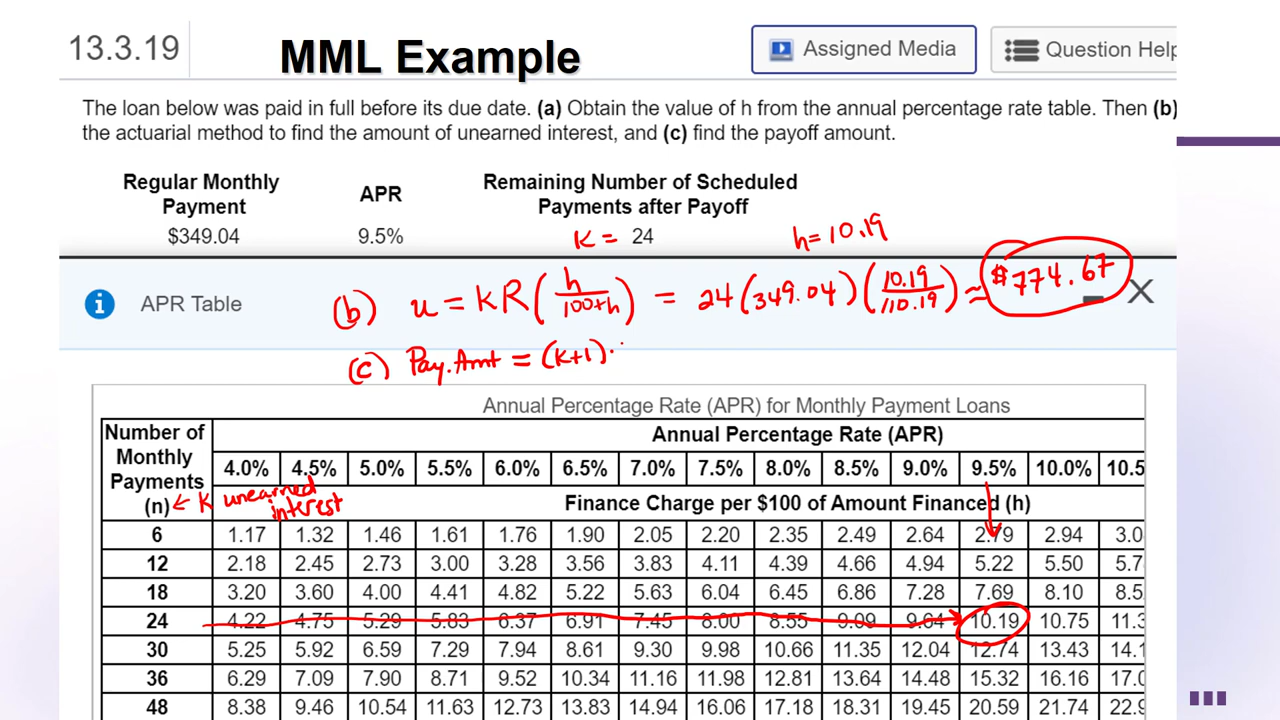 13.3.19 MML Example Assigned Media Question Help
The loan below was paid in full before its due date. (a) Obtain the value of h from the annual percentage rate table. Then (b)
the actuarial method to find the amount of unearned interest, and (c) find the payoff amount.
Regular Monthly Payment APR Remaining Number of Scheduled Payments after Payoff
$349.04 9.5% K = 24 h = 10.19
APR Table
(b) u = KR (h/100+h) = 24 (349.04) (10.19/110.19) ≈ $774.67
(c) Pay. Amt = (K+1) ·
Annual Percentage Rate (APR) for Monthly Payment Loans
Number of Monthly Payments (n) ← K Annual Percentage Rate (APR)
4.0% 4.5% 5.0% 5.5% 6.0% 6.5% 7.0% 7.5% 8.0% 8.5% 9.0% 9.5% 10.0% 10.5
unearned interest
Finance Charge per $100 of Amount Financed (h)
6 1.17 1.32 1.46 1.61 1.76 1.90 2.05 2.20 2.35 2.49 2.64 2.79 2.94 3.0
12 2.18 2.45 2.73 3.00 3.28 3.56 3.83 4.11 4.39 4.66 4.94 5.22 5.50 5.7
18 3.20 3.60 4.00 4.41 4.82 5.22 5.63 6.04 6.45 6.86 7.28 7.69 8.10 8.5
24 4.22 4.75 5.29 5.83 6.37 6.91 7.45 8.00 8.55 9.09 9.64 10.19 10.75 11.3
30 5.25 5.92 6.59 7.29 7.94 8.61 9.30 9.98 10.66 11.35 12.04 12.74 13.43 14.1
36 6.29 7.09 7.90 8.71 9.52 10.34 11.16 11.98 12.81 13.64 14.48 15.32 16.16 17.0
48 8.38 9.46 10.54 11.63 12.73 13.83 14.94 16.06 17.18 18.31 19.45 20.59 21.74 22.9